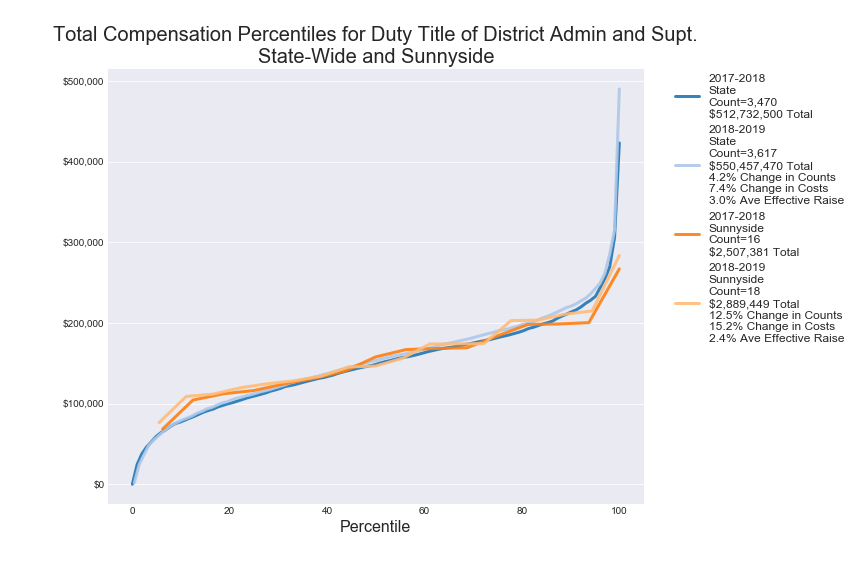 Total Compensation Percentiles for Duty Title of District Admin and Supt.
State-Wide and Sunnyside
$500,000
$400,000
$300,000
$200,000
$100,000
$0
0
20
40
60
80
100
Percentile
2017-2018
State
Count=3,470
$512,732,500 Total
2018-2019
State
Count=3,617
$550,457,470 Total
4.2% Change in Counts
7.4% Change in Costs
3.0% Ave Effective Raise
2017-2018
Sunnyside
Count=16
$2,507,381 Total
2018-2019
Sunnyside
Count=18
$2,889,449 Total
12.5% Change in Counts
15.2% Change in Costs
2.4% Ave Effective Raise